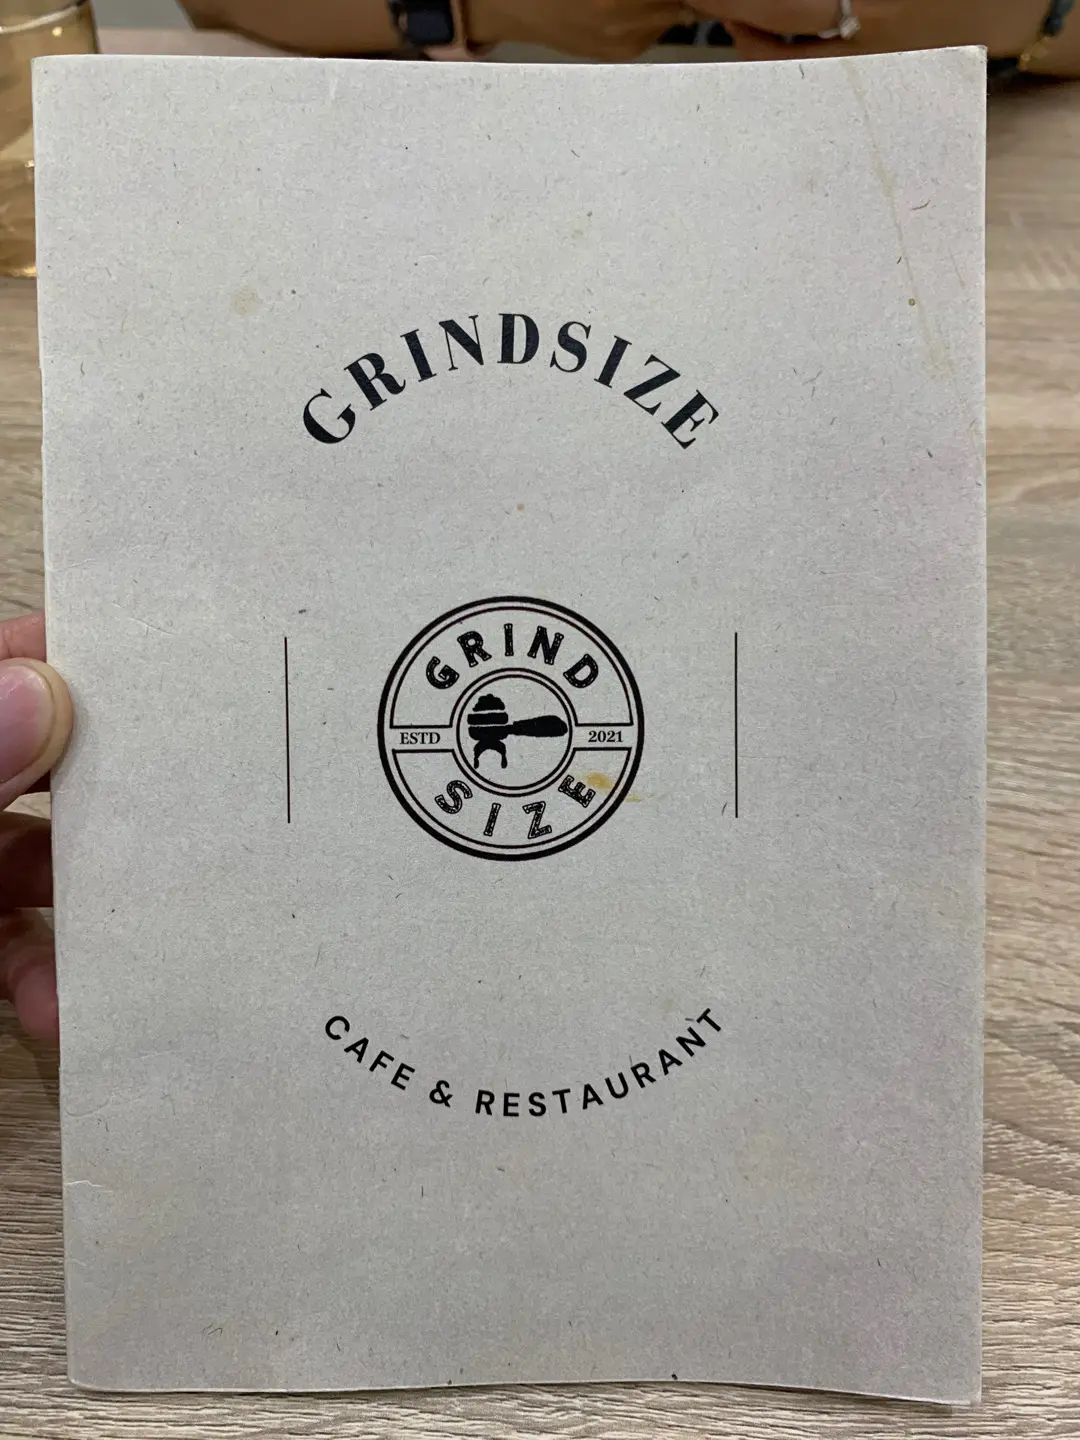 GRINDSIZE
GRIND
ESTD 2021
SIZE
CAFE & RESTAURANT